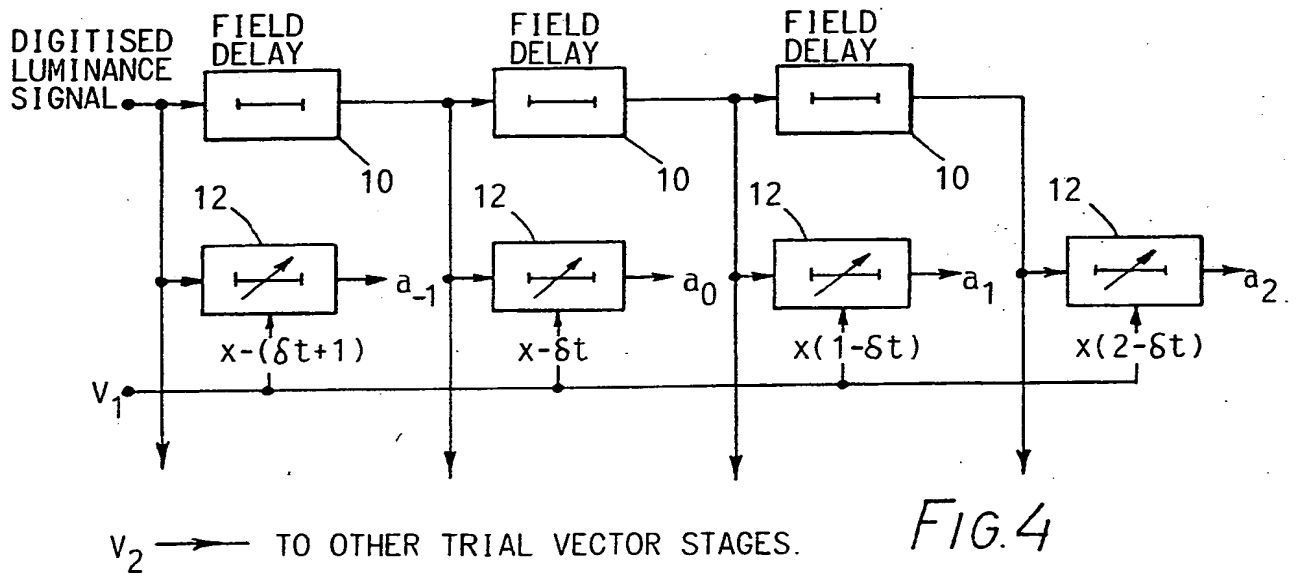 DIGITISED
LUMINANCE
SIGNAL
FIELD
DELAY
FIELD
DELAY
FIELD
DELAY
10
10
10
12
12
12
12
a-1
a0
a1
a2
x-(δt+1)
x-δt
x(1-δt)
x(2-δt)
V1
V2 TO OTHER TRIAL VECTOR STAGES.
FIG.4